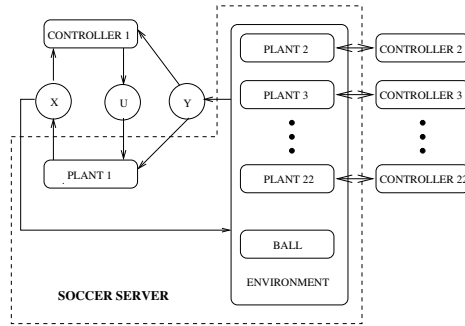 CONTROLLER 1
PLANT 2
CONTROLLER 2
X
U
Y
PLANT 3
CONTROLLER 3
PLANT 1
PLANT 22
CONTROLLER 22
BALL
ENVIRONMENT
SOCCER SERVER